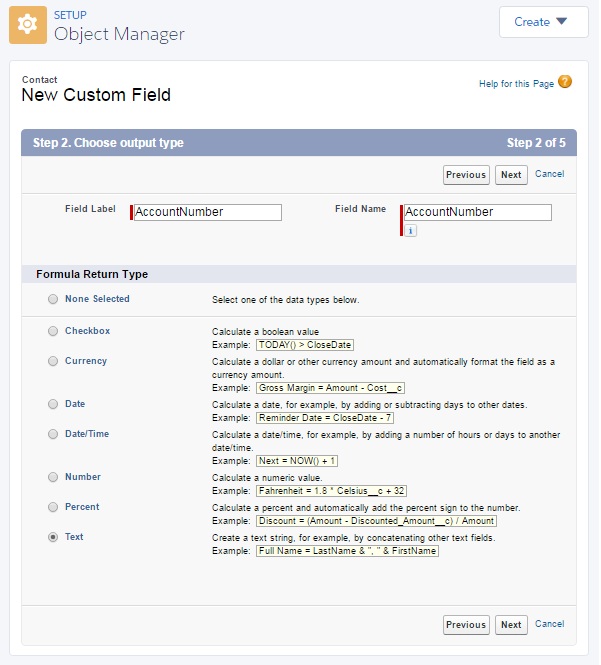 SETUP
Object Manager
Create
Contact
New Custom Field
Help for this Page ?
Step 2. Choose output type
Step 2 of 5
Previous Next Cancel
Field Label AccountNumber Field Name AccountNumber
i
Formula Return Type
None Selected Select one of the data types below.
Checkbox Calculate a boolean value
Example: TODAY() > CloseDate
Currency Calculate a dollar or other currency amount and automatically format the field as a
currency amount.
Example: Gross Margin = Amount - Cost__c
Date Calculate a date, for example, by adding or subtracting days to other dates.
Example: Reminder Date = CloseDate - 7
Date/Time Calculate a date/time, for example, by adding a number of hours or days to another
date/time.
Example: Next = NOW() + 1
Number Calculate a numeric value.
Example: Fahrenheit = 1.8 * Celsius__c + 32
Percent Calculate a percent and automatically add the percent sign to the number.
Example: Discount = (Amount - Discounted_Amount__c) / Amount
Text Create a text string, for example, by concatenating other text fields.
Example: Full Name = LastName & ", " & FirstName
Previous Next Cancel